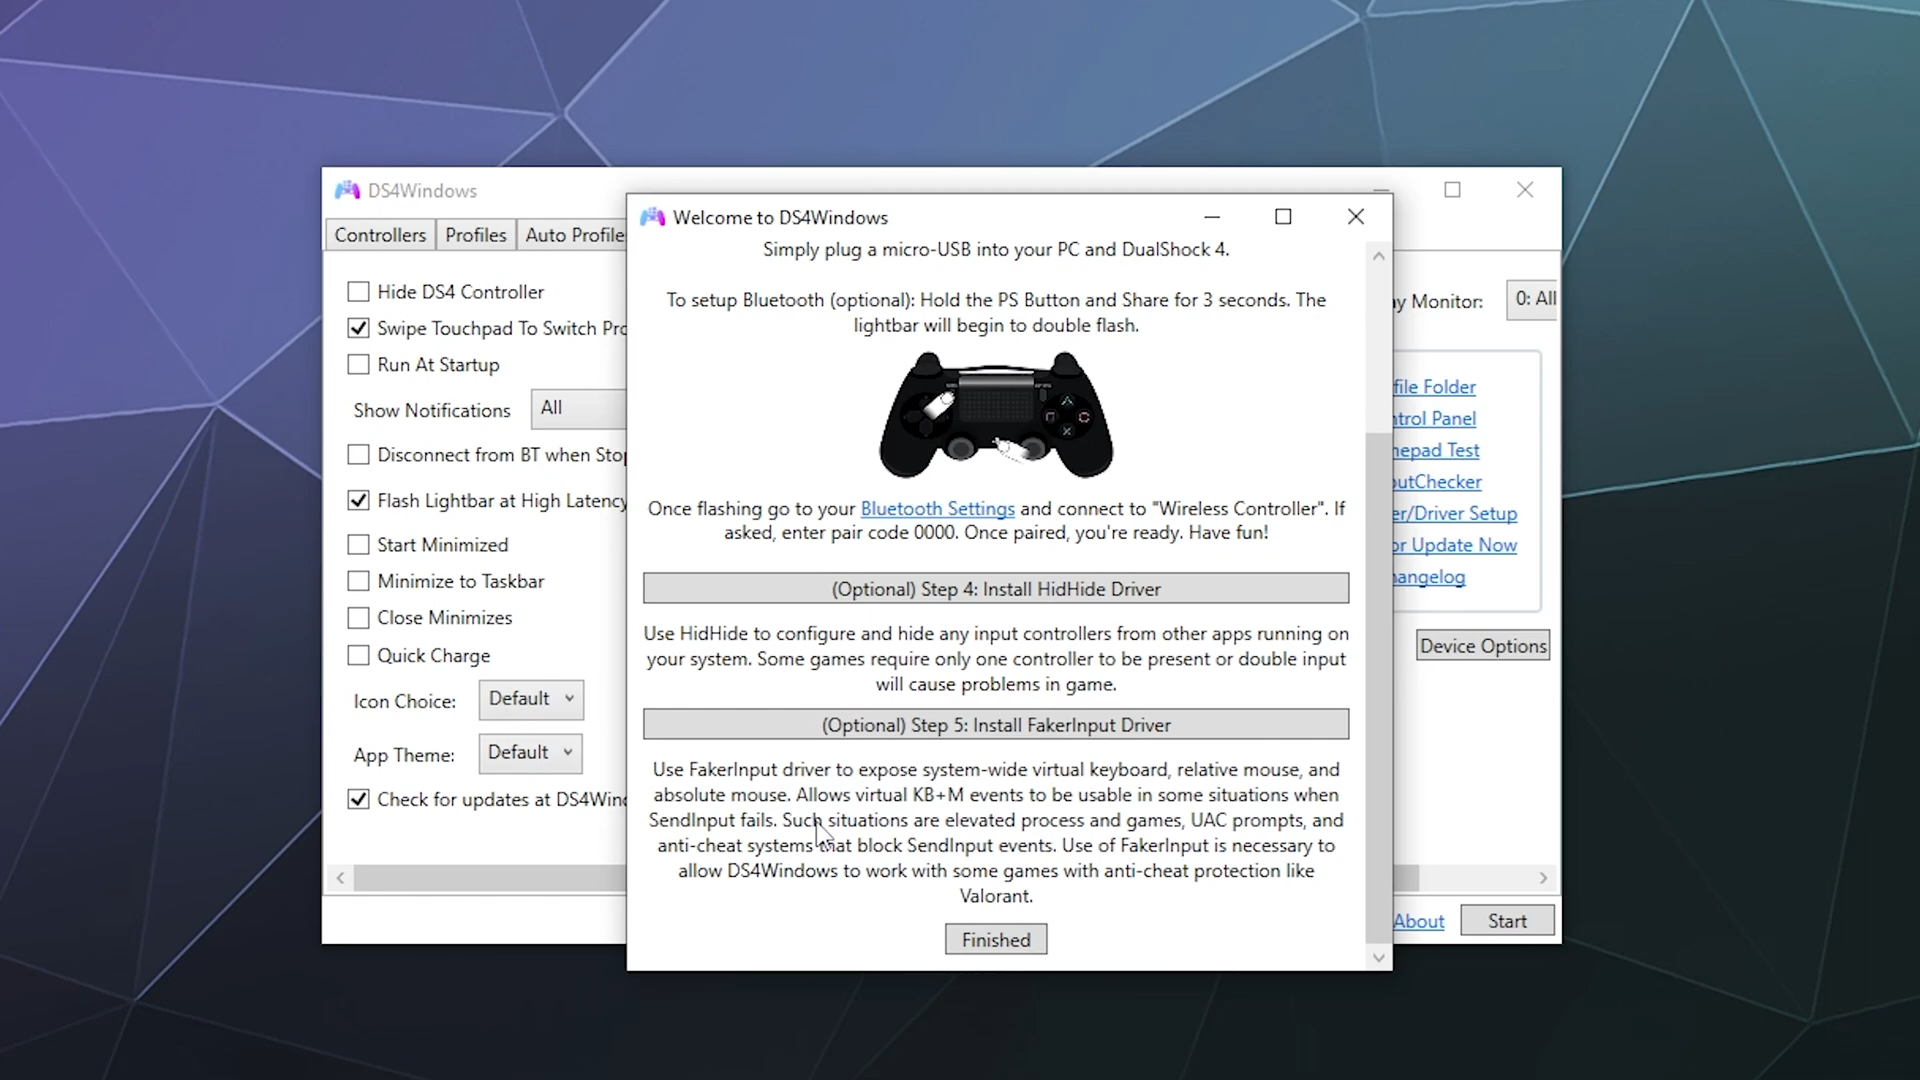 DS4Windows
Controllers
Profiles
Auto Profile
Hide DS4 Controller
Swipe Touchpad To Switch Pro
Run At Startup
Show Notifications
All
Disconnect from BT when Stop
Flash Lightbar at High Latency
Start Minimized
Minimize to Taskbar
Close Minimizes
Quick Charge
Icon Choice:
Default
App Theme:
Default
Check for updates at DS4Wind
Welcome to DS4Windows
Simply plug a micro-USB into your PC and DualShock 4.
To setup Bluetooth (optional): Hold the PS Button and Share for 3 seconds. The
lightbar will begin to double flash.
Once flashing go to your Bluetooth Settings and connect to "Wireless Controller". If
asked, enter pair code 0000. Once paired, you're ready. Have fun!
(Optional) Step 4: Install HidHide Driver
Use HidHide to configure and hide any input controllers from other apps running on
your system. Some games require only one controller to be present or double input
will cause problems in game.
(Optional) Step 5: Install FakerInput Driver
Use FakerInput driver to expose system-wide virtual keyboard, relative mouse, and
absolute mouse. Allows virtual KB+M events to be usable in some situations when
SendInput fails. Such situations are elevated process and games, UAC prompts, and
anti-cheat systems that block SendInput events. Use of FakerInput is necessary to
allow DS4Windows to work with some games with anti-cheat protection like
Valorant.
Finished
ay Monitor:
0: All
file Folder
ntrol Panel
mepad Test
outChecker
er/Driver Setup
or Update Now
hangelog
Device Options
About
Start